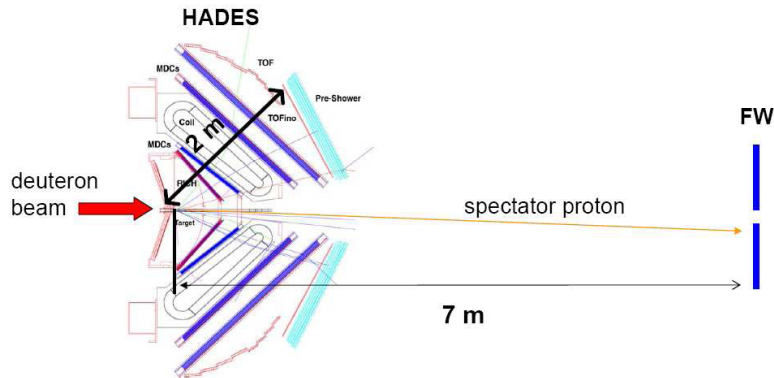 HADES
TOF
MDCs
Pre-Shower
FW
Coil
TOFino
2 m
MDCs
RICH
deuteron
beam
spectator proton
Target
7 m